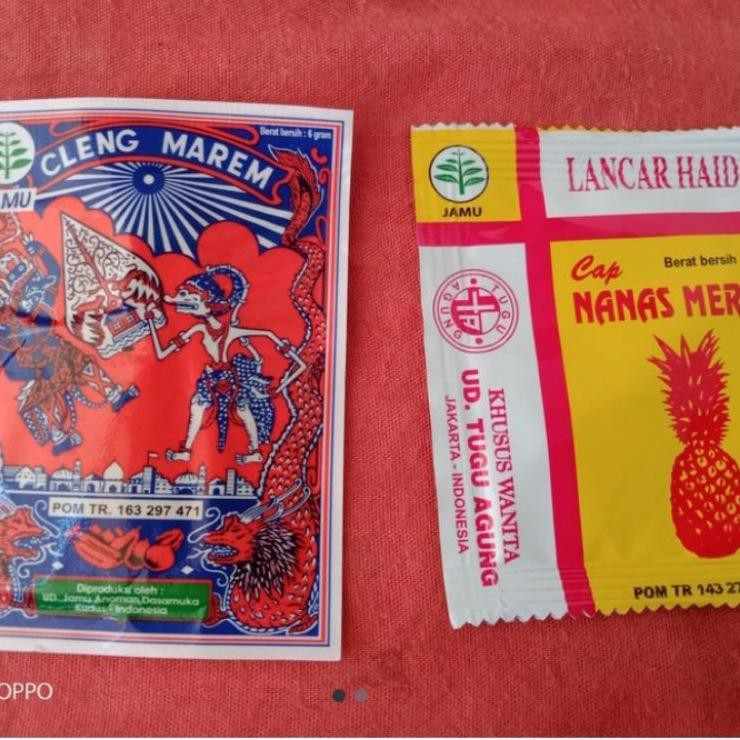 Berat bersih : 6 gram
CLENG MAREM
MU
POM TR. 163 297 471
Diproduksi oleh :
UD. Jamu Anoman Dasamuka
Kudus - Indonesia
JAMU
LANCAR HAID
Berat bersih
Cap
NANAS MER
TUGU
AGUNG
KHUSUS WANITA
UD. TUGU AGUNG
JAKARTA - INDONESIA
POM TR 143 27
OPPO